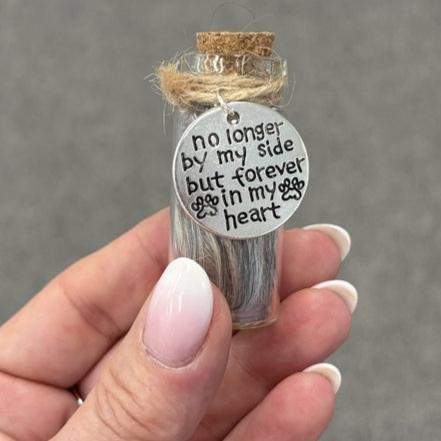 no longer
by my side
but forever
in my
heart